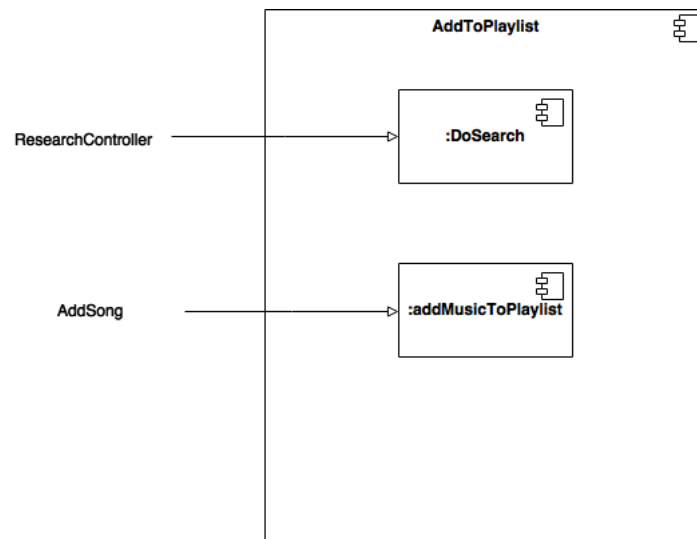 AddToPlaylist
ResearchController
:DoSearch
AddSong
:addMusicToPlaylist